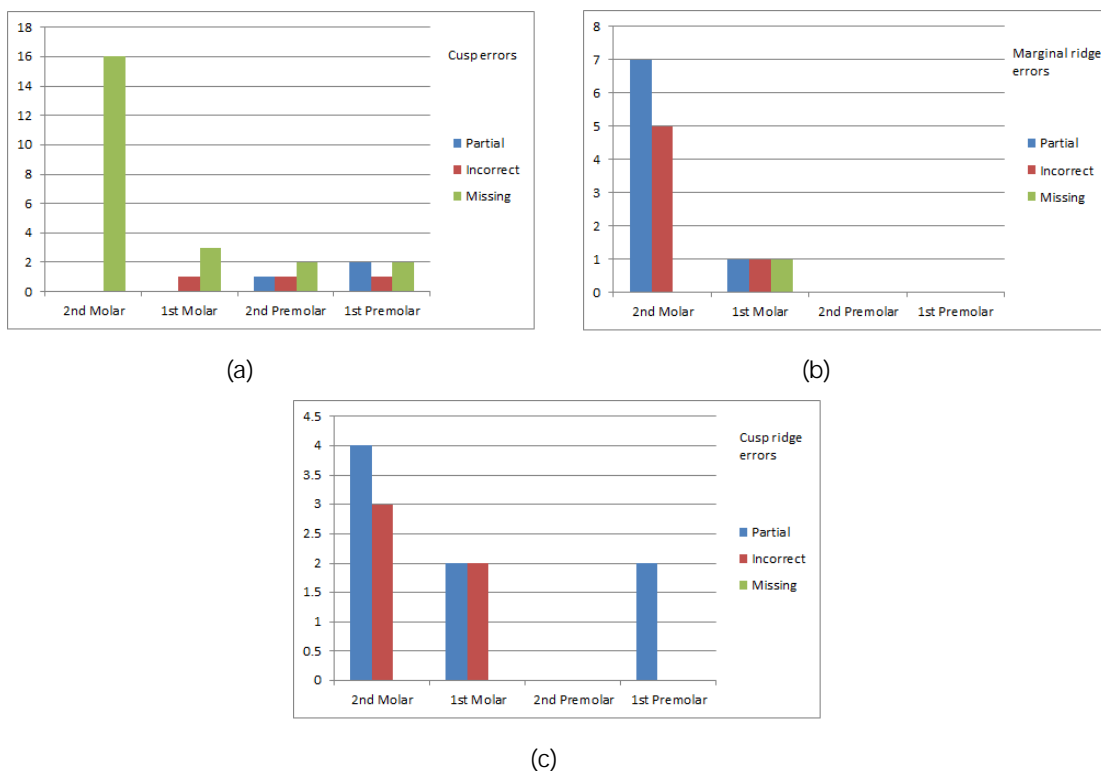 18
16
14
12
10
8
6
4
2
0
2nd Molar 1st Molar 2nd Premolar 1st Premolar
Cusp errors
Partial
Incorrect
Missing
(a)
8
7
6
5
4
3
2
1
0
2nd Molar 1st Molar 2nd Premolar 1st Premolar
Marginal ridge
errors
Partial
Incorrect
Missing
(b)
4.5
4
3.5
3
2.5
2
1.5
1
0.5
0
2nd Molar 1st Molar 2nd Premolar 1st Premolar
Cusp ridge
errors
Partial
Incorrect
Missing
(c)